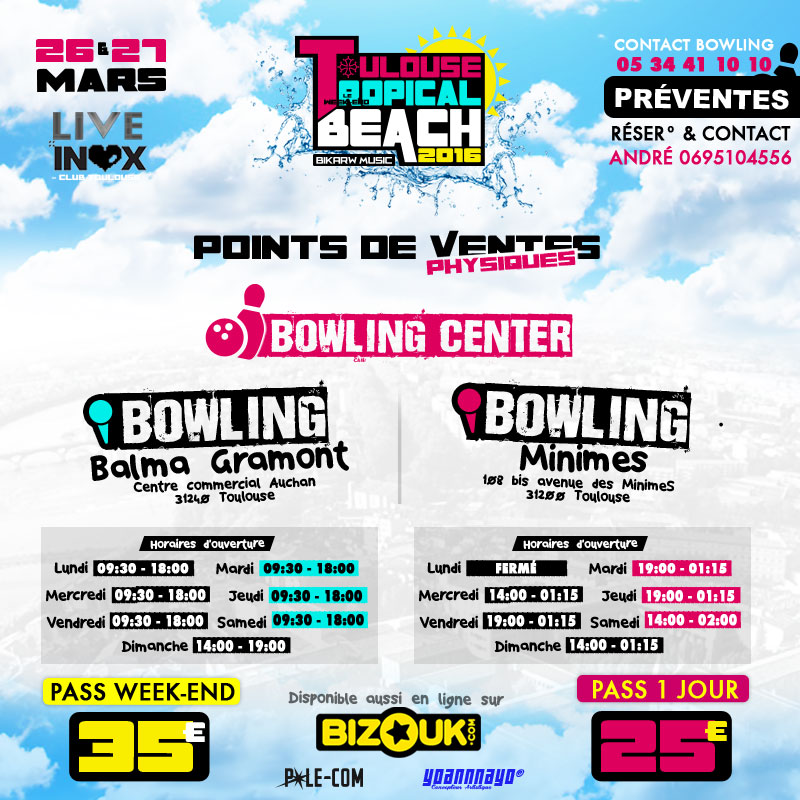 26 & 27
MARS
LIVE
INOX
- CLUB TOULOUSE -
TOULOUSE
LE WEEK-END
TROPICAL
BEACH
BIKARW MUSIC
2016
CONTACT BOWLING
05 34 41 10 10
PRÉVENTES
RÉSER° & CONTACT
ANDRÉ 0695104556
POINTS DE VENTES
PHYSIQUES
BOWLING CENTER
BOWLING
Balma Gramont
Centre commercial Auchan
31240 Toulouse
BOWLING
Minimes
108 bis avenue des MinimeS
31200 Toulouse
Horaires d'ouverture
Lundi 09:30 - 18:00 Mardi 09:30 - 18:00
Mercredi 09:30 - 18:00 Jeudi 09:30 - 18:00
Vendredi 09:30 - 18:00 Samedi 09:30 - 18:00
Dimanche 14:00 - 19:00
Horaires d'ouverture
Lundi FERMÉ Mardi 19:00 - 01:15
Mercredi 14:00 - 01:15 Jeudi 19:00 - 01:15
Vendredi 19:00 - 01:15 Samedi 14:00 - 02:00
Dimanche 14:00 - 01:15
PASS WEEK-END
35€
Disponible aussi en ligne sur
BIZOUK.COM
POLE-COM
ypannnayo®
Concepteur Artistique
PASS 1 JOUR
25€